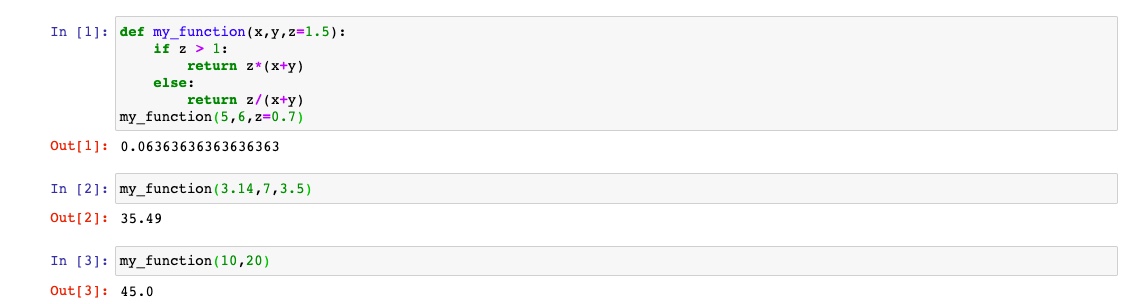 In [1]: def my_function(x,y,z=1.5):
    if z > 1:
        return z*(x+y)
    else:
        return z/(x+y)
my_function(5,6,z=0.7)
Out[1]: 0.06363636363636363
In [2]: my_function(3.14,7,3.5)
Out[2]: 35.49
In [3]: my_function(10,20)
Out[3]: 45.0